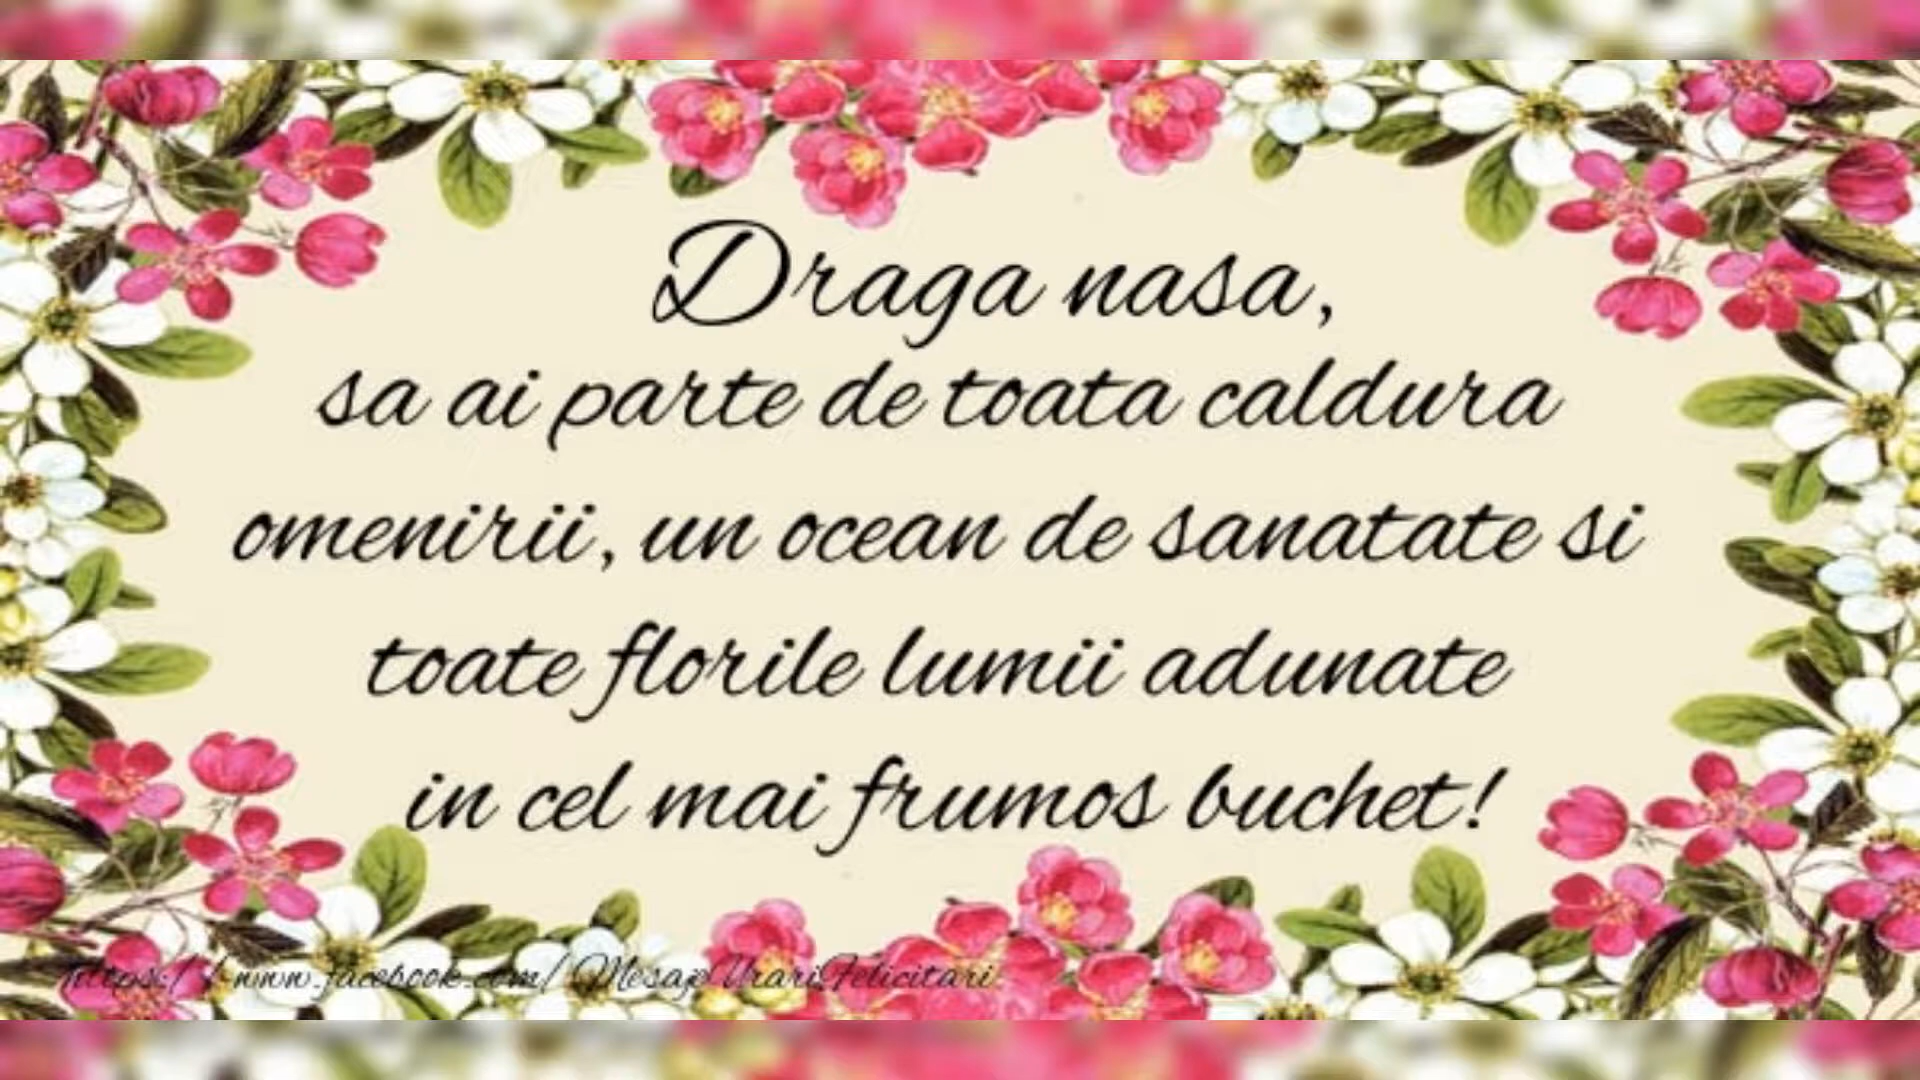 Draga nasa,
sa ai parte de toata caldura
omenirii, un ocean de sanatate si
toate florile lumii adunate
in cel mai frumos buchet!
https://www.facebook.com/MesajeUrariFelicitari